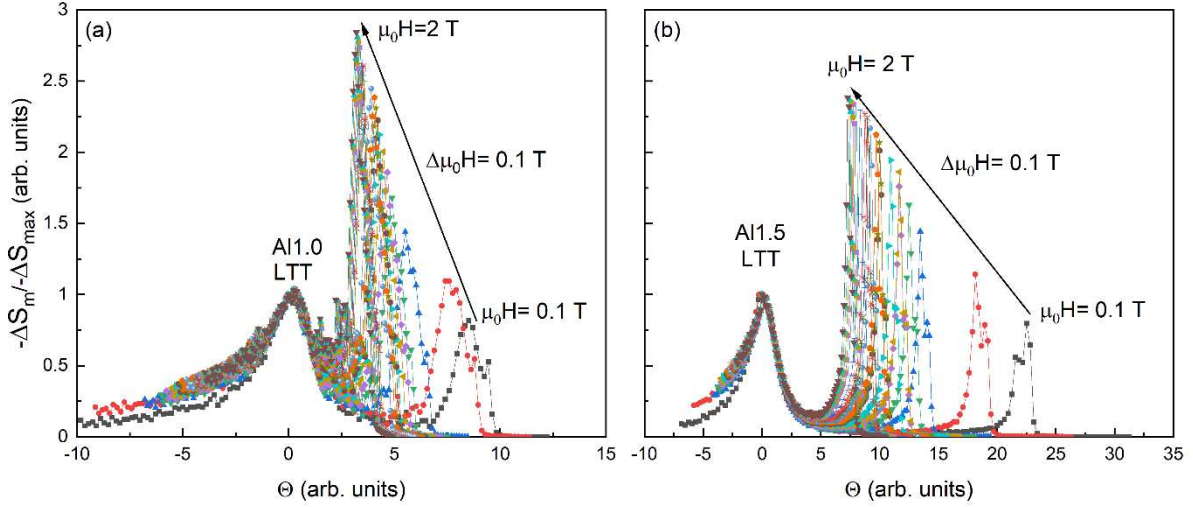 (a)
μ₀H=2 T
Δμ₀H= 0.1 T
Al1.0
LTT
μ₀H= 0.1 T
-ΔSm/-ΔSmax (arb. units)
3
2.5
2
1.5
1
0.5
0
-10 -5 0 5 10 15
Θ (arb. units)
(b)
μ₀H= 2 T
Δμ₀H= 0.1 T
Al1.5
LTT
μ₀H= 0.1 T
-10 -5 0 5 10 15 20 25 30 35
Θ (arb. units)